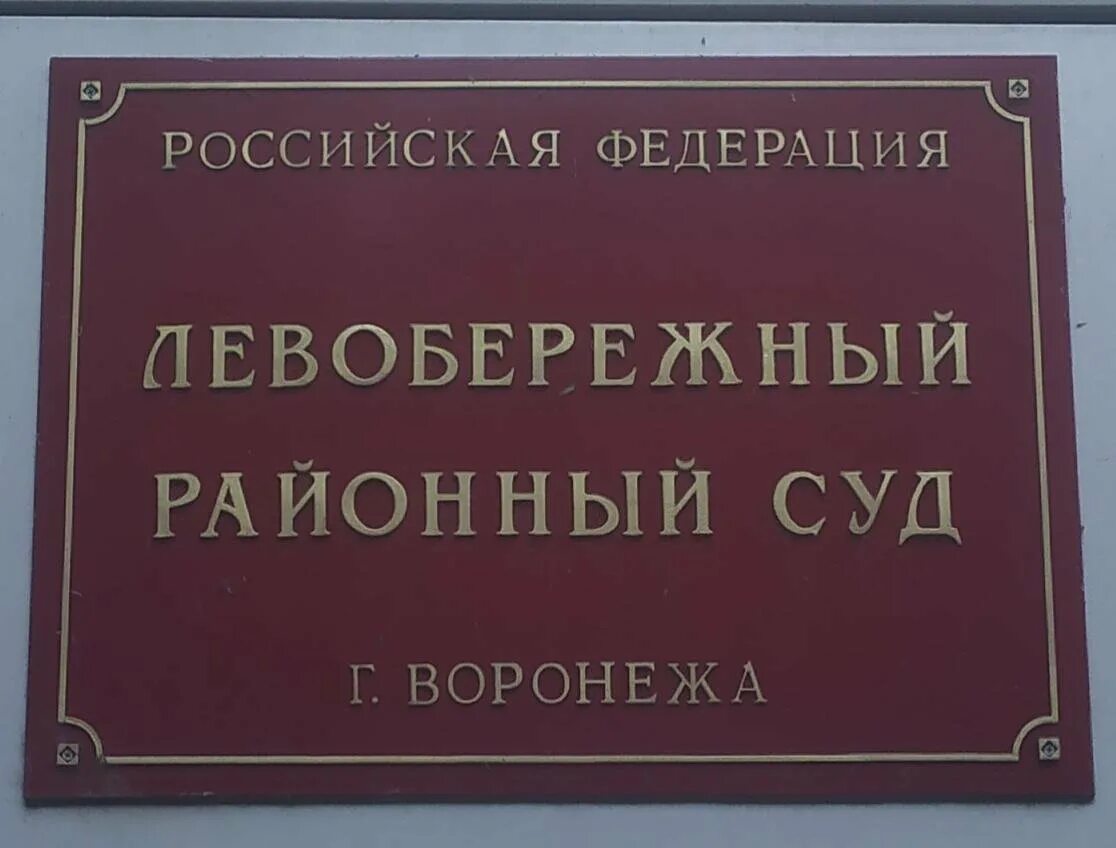 РОССИЙСКАЯ ФЕДЕРАЦИЯ
ЛЕВОБЕРЕЖНЫЙ
РАЙОННЫЙ СУД
Г. ВОРОНЕЖА